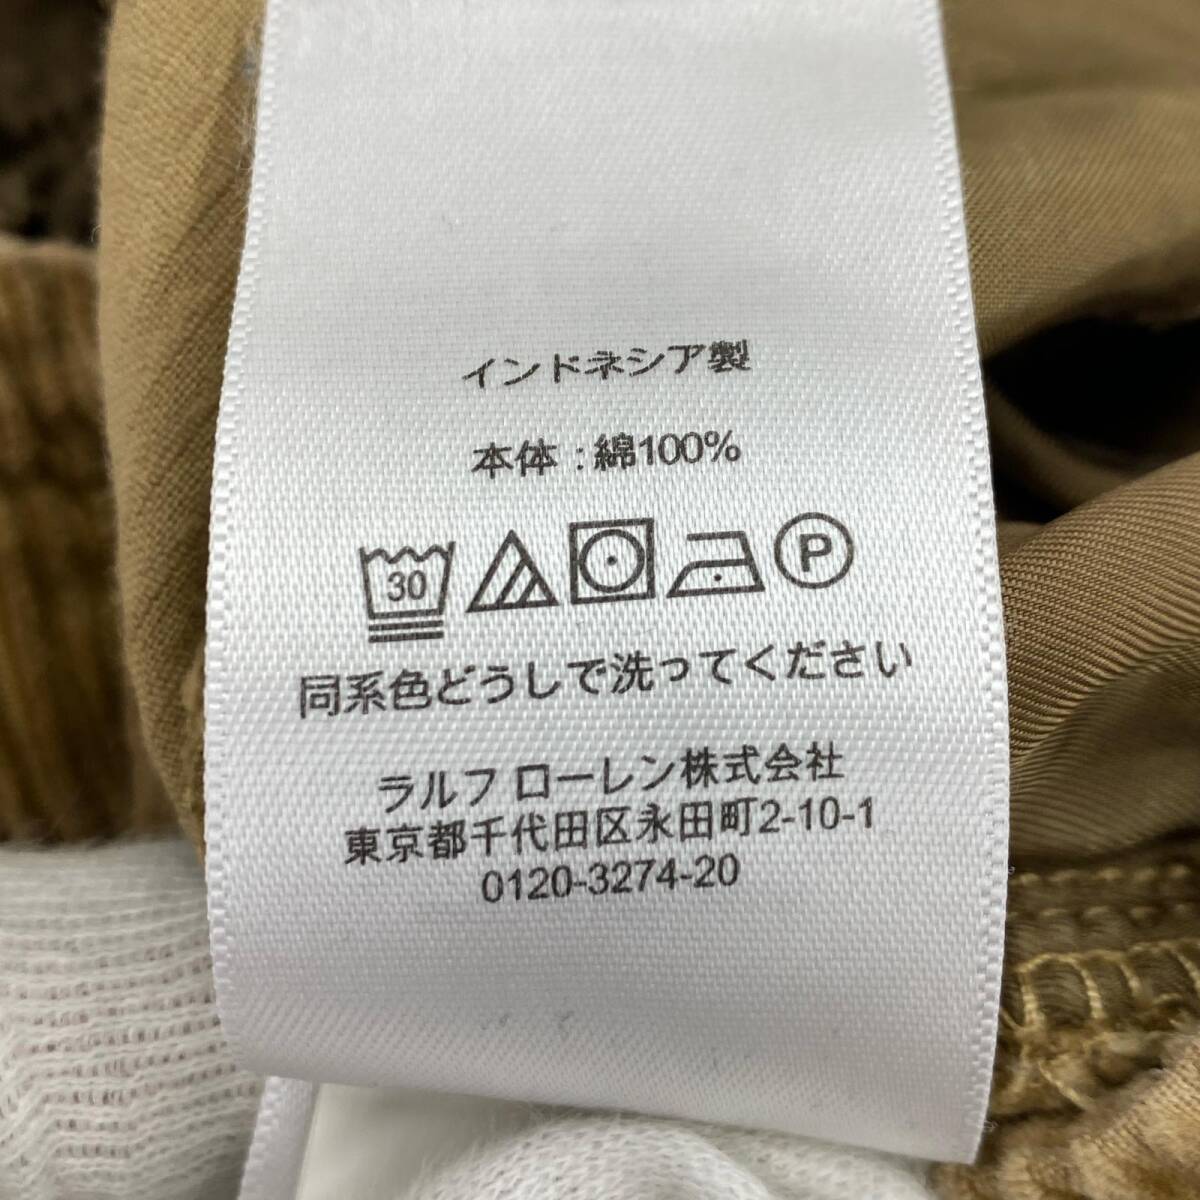 インドネシア製
本体 : 綿100%
30 P
同系色どうしで洗ってください
ラルフ ローレン株式会社
東京都千代田区永田町2-10-1
0120-3274-20